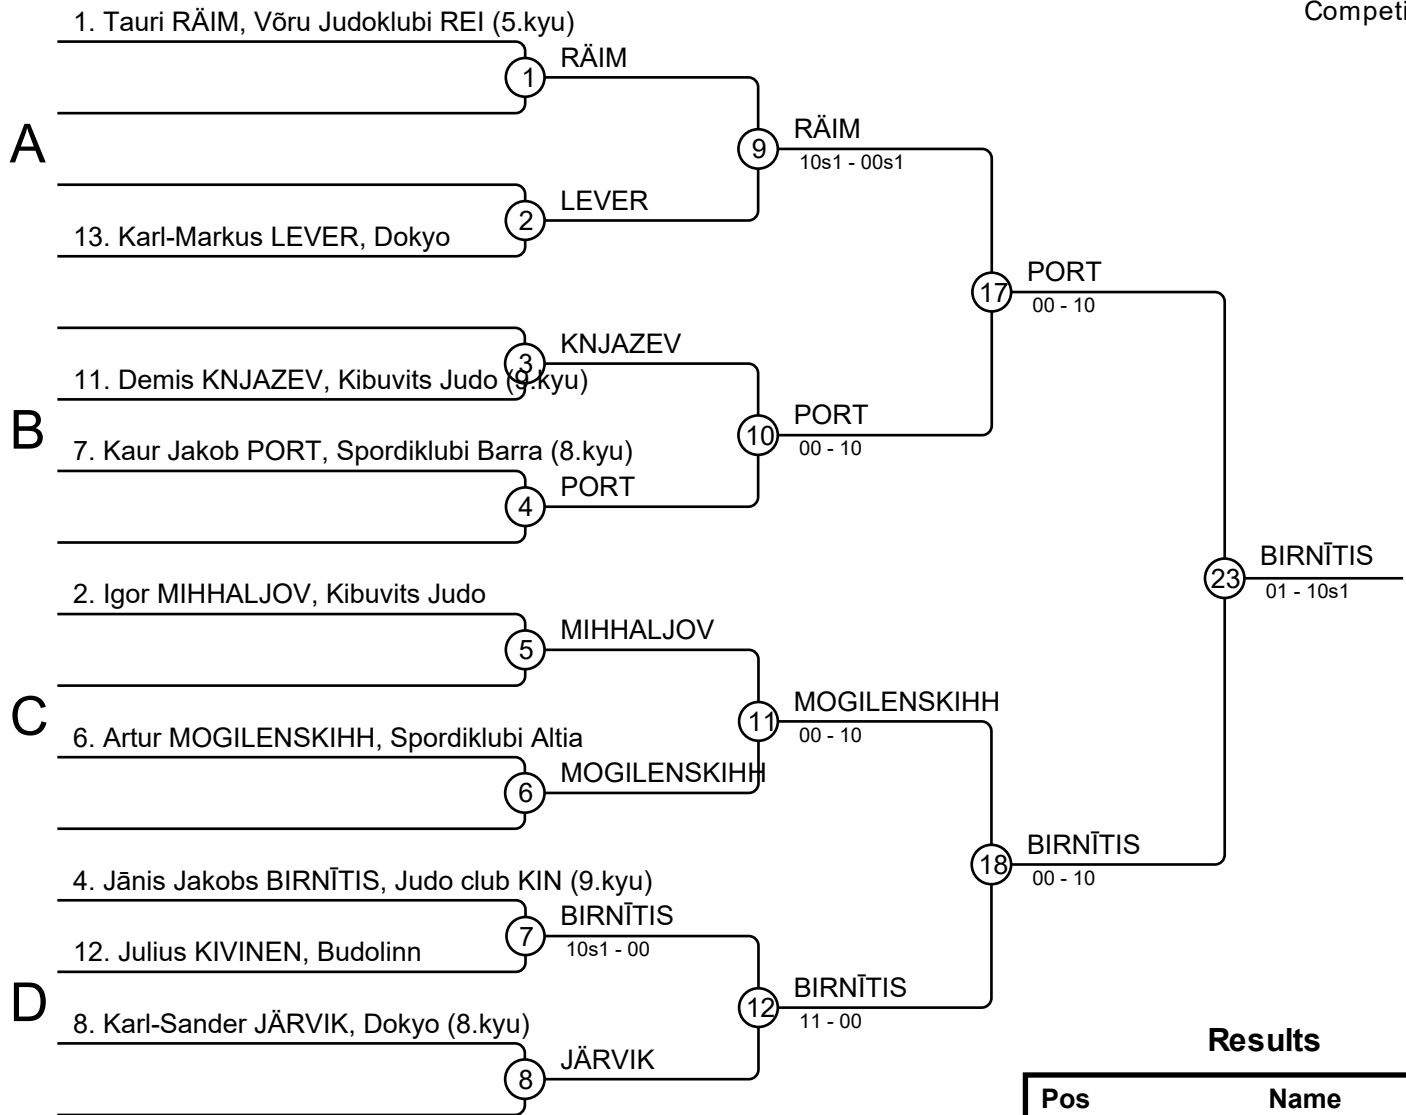 Competi
1. Tauri RÄIM, Võru Judoklubi REI (5.kyu)
1
RÄIM
A
9
RÄIM
10s1 - 00s1
2
LEVER
13. Karl-Markus LEVER, Dokyo
17
PORT
00 - 10
3
KNJAZEV
11. Demis KNJAZEV, Kibuvits Judo (9.kyu)
B
10
PORT
00 - 10
7. Kaur Jakob PORT, Spordiklubi Barra (8.kyu)
4
PORT
23
BIRNĪTIS
01 - 10s1
2. Igor MIHHALJOV, Kibuvits Judo
5
MIHHALJOV
C
11
MOGILENSKIHH
00 - 10
6. Artur MOGILENSKIHH, Spordiklubi Altia
6
MOGILENSKIHH
18
BIRNĪTIS
00 - 10
4. Jānis Jakobs BIRNĪTIS, Judo club KIN (9.kyu)
7
BIRNĪTIS
10s1 - 00
12. Julius KIVINEN, Budolinn
D
12
BIRNĪTIS
11 - 00
8. Karl-Sander JÄRVIK, Dokyo (8.kyu)
8
JÄRVIK
Results
Pos Name